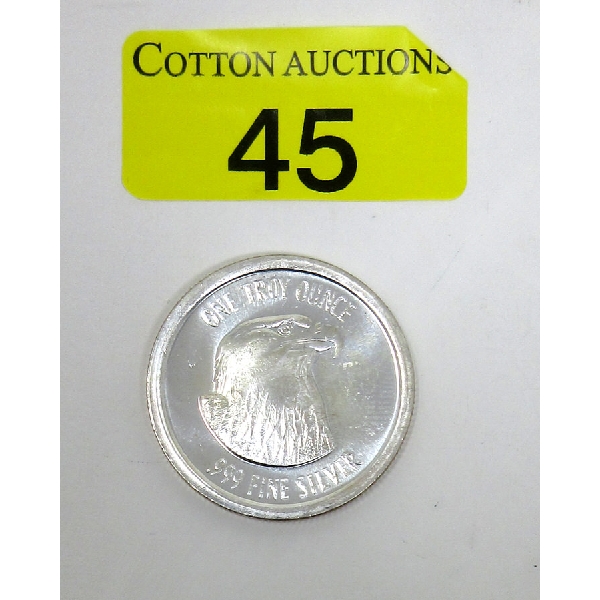 COTTON AUCTIONS
45
ONE TROY OUNCE
.999 FINE SILVER